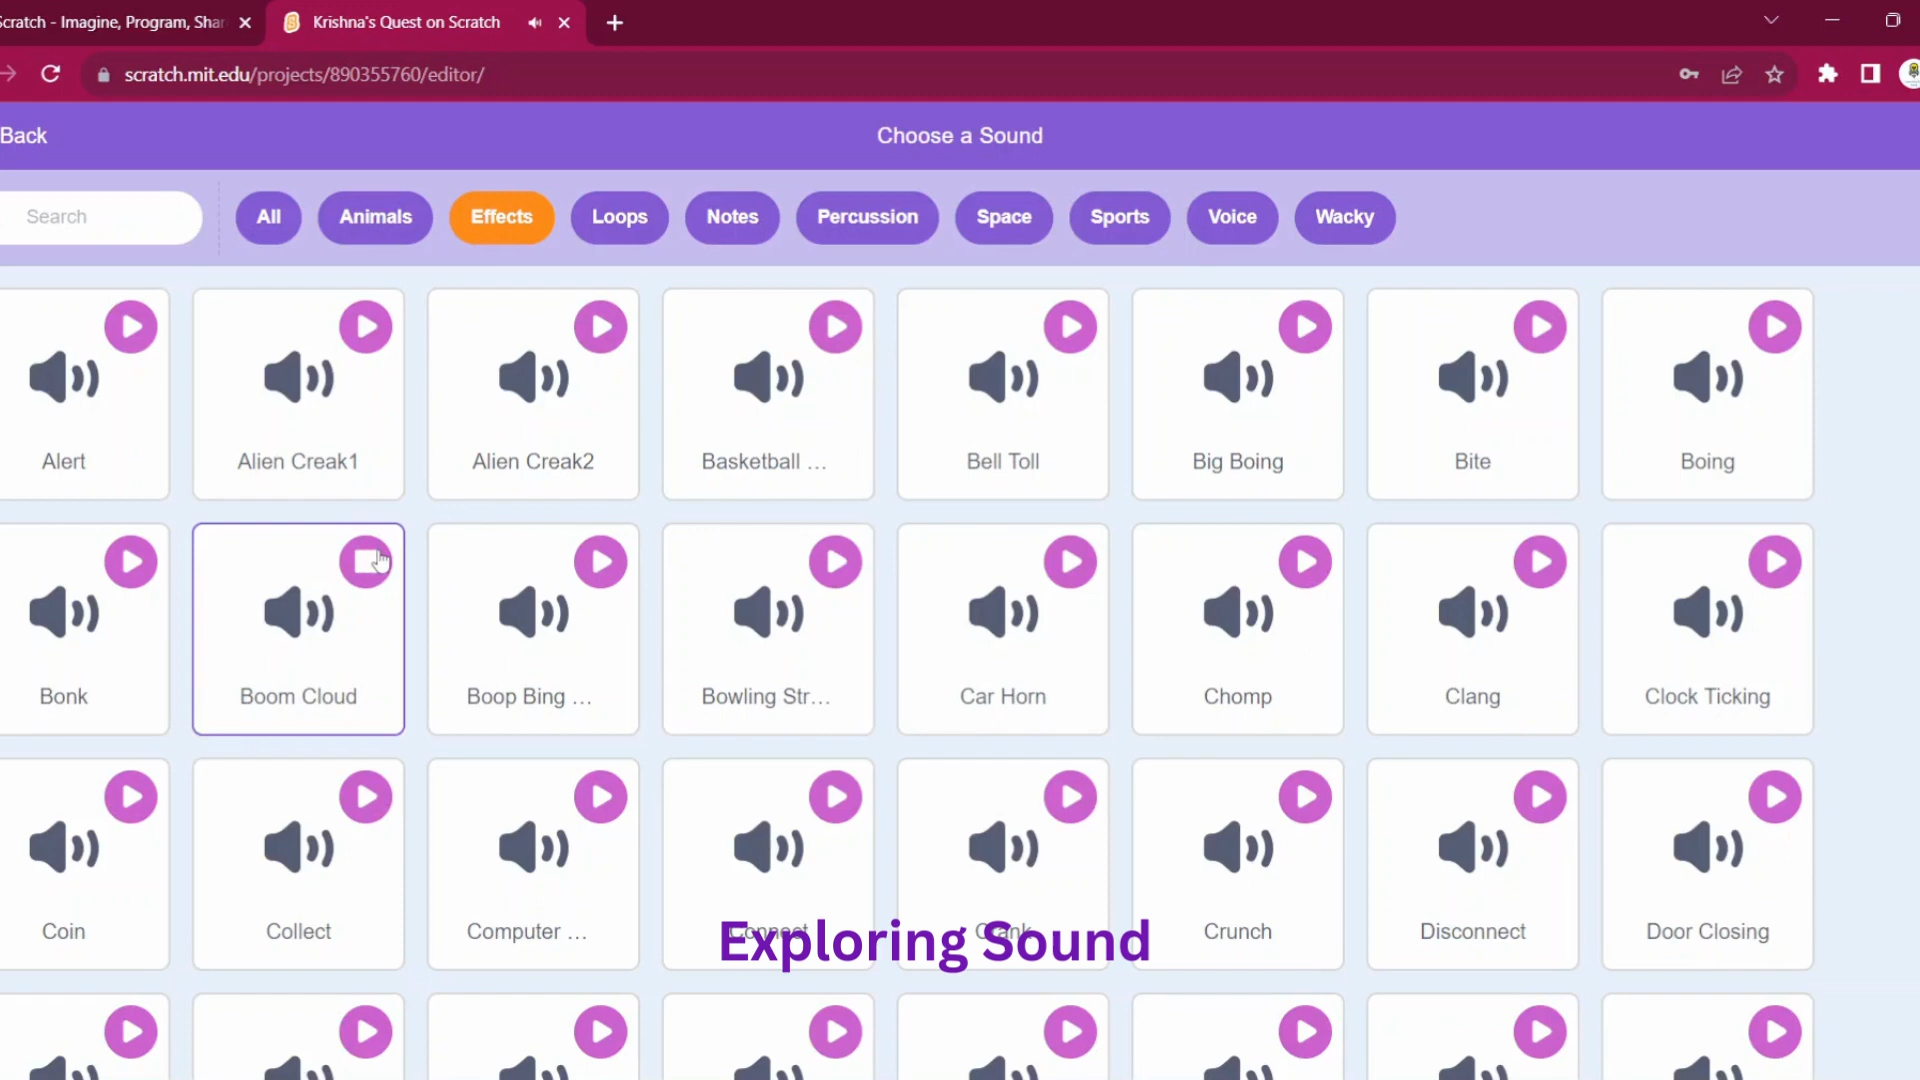 Scratch - Imagine, Program, Shar
Krishna's Quest on Scratch
scratch.mit.edu/projects/890355760/editor/
Back
Choose a Sound
Search
All
Animals
Effects
Loops
Notes
Percussion
Space
Sports
Voice
Wacky
Alert
Alien Creak1
Alien Creak2
Basketball ...
Bell Toll
Big Boing
Bite
Boing
Bonk
Boom Cloud
Boop Bing ...
Bowling Str...
Car Horn
Chomp
Clang
Clock Ticking
Coin
Collect
Computer ...
Connect
Crank
Crunch
Disconnect
Door Closing
Exploring Sound